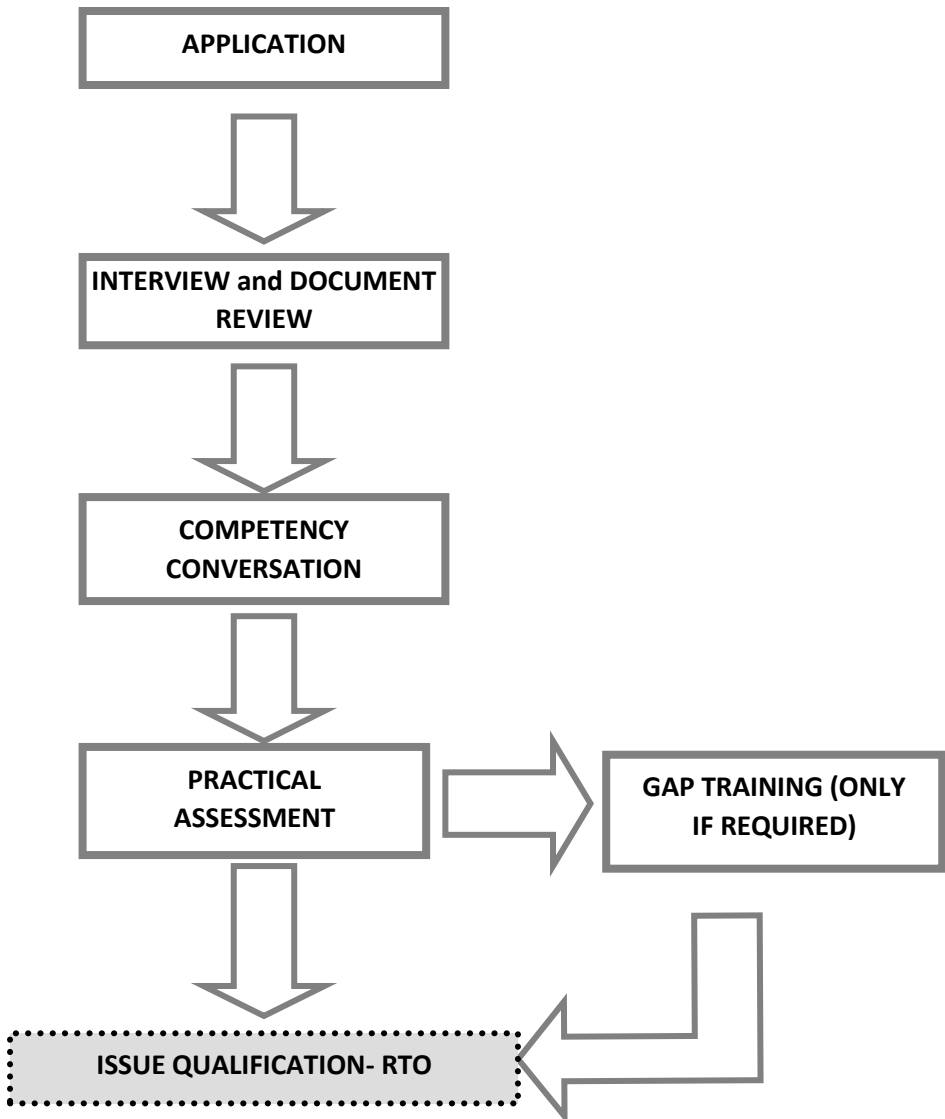 APPLICATION
INTERVIEW and DOCUMENT
REVIEW
COMPETENCY
CONVERSATION
PRACTICAL
ASSESSMENT
GAP TRAINING (ONLY
IF REQUIRED)
ISSUE QUALIFICATION- RTO